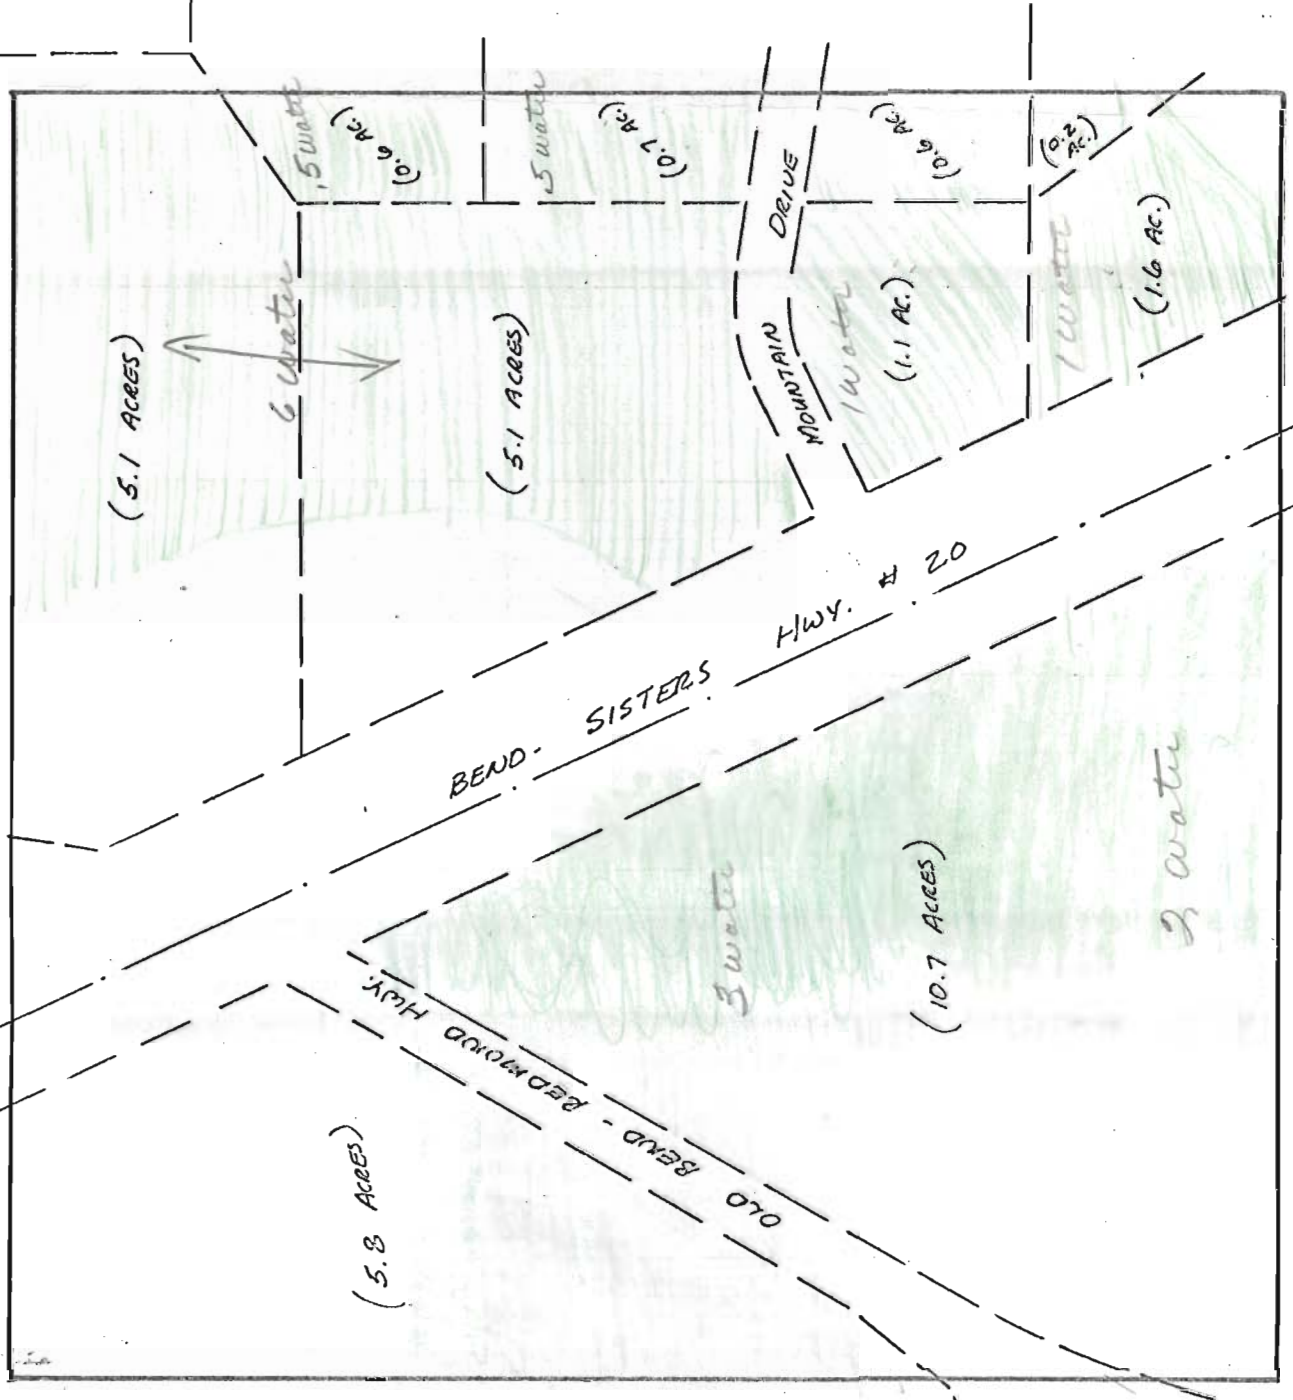 .5 water
(0.6 AC.)
.5 water
(0.7 AC.)
(0.6 AC.)
(0.2 AC.)
6 water
(5.1 ACRES)
(5.1 ACRES)
MOUNTAIN DRIVE
1 water
(1.1 AC.)
1 water
(1.6 AC.)
BEND - SISTERS HWY. # 20
3 water
(10.7 ACRES)
2 water
OLD BEND - REDMOND HWY.
(5.8 ACRES)